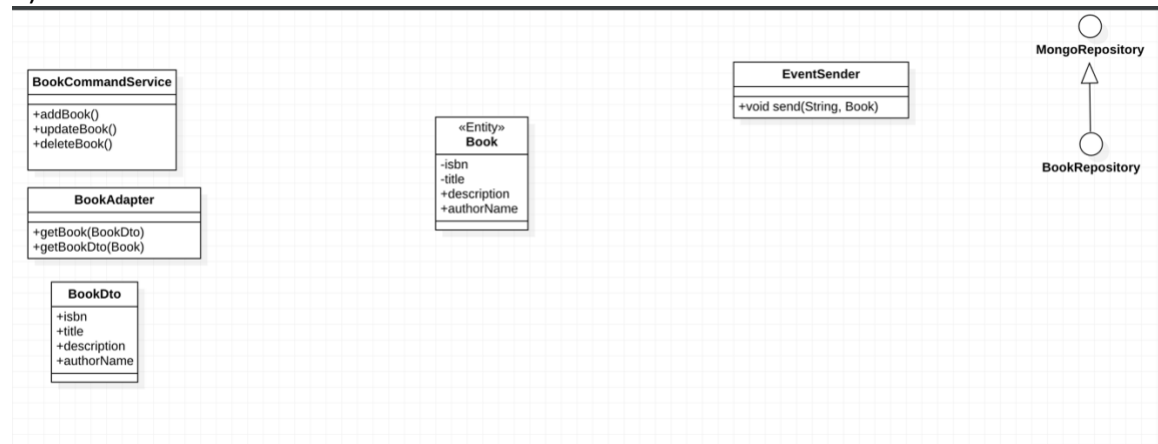 BookCommandService
+addBook()
+updateBook()
+deleteBook()
BookAdapter
+getBook(BookDto)
+getBookDto(Book)
BookDto
+isbn
+title
+description
+authorName
«Entity»
Book
-isbn
-title
+description
+authorName
EventSender
+void send(String, Book)
MongoRepository
BookRepository